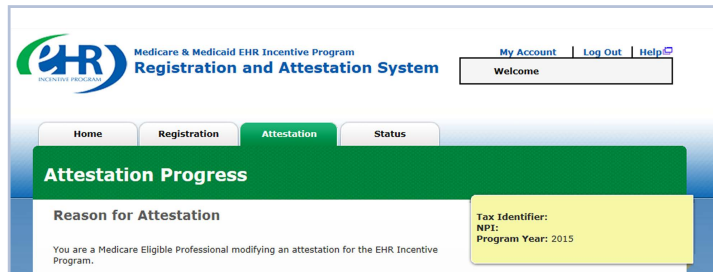 eHR
INCENTIVE PROGRAM
Medicare & Medicaid EHR Incentive Program
Registration and Attestation System
My Account | Log Out | Help
Welcome
Home Registration Attestation Status
Attestation Progress
Reason for Attestation
You are a Medicare Eligible Professional modifying an attestation for the EHR Incentive
Program.
Tax Identifier:
NPI:
Program Year: 2015